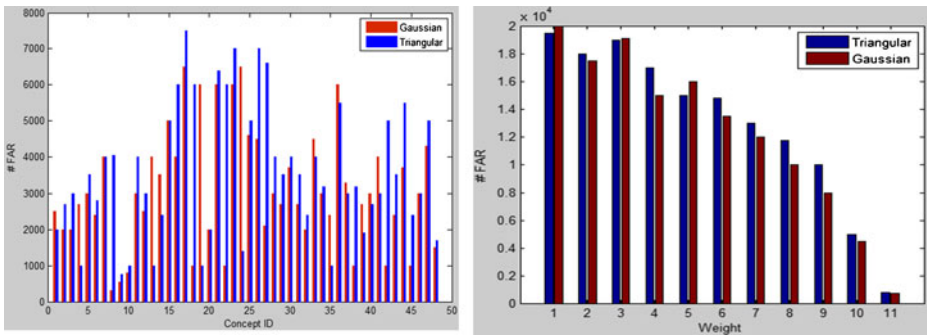 8000
7000
6000
5000
4000
3000
2000
1000
0
# FAR
Gaussian
Triangular
0 5 10 15 20 25 30 35 40 45 50
Concept ID
x 10⁴
2
1.8
1.6
1.4
1.2
1
0.8
0.6
0.4
0.2
0
# FAR
Triangular
Gaussian
1 2 3 4 5 6 7 8 9 10 11
Weight